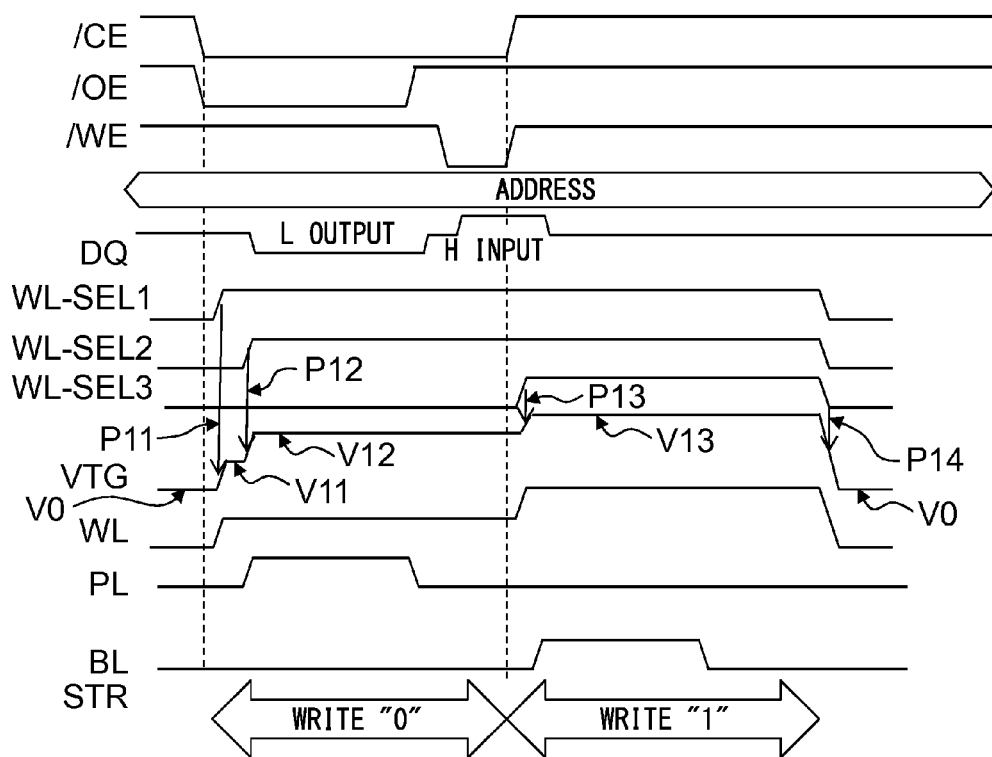 /CE
/OE
/WE
ADDRESS
DQ
L OUTPUT
H INPUT
WL-SEL1
WL-SEL2
P12
WL-SEL3
P13
P11
V12
V13
P14
VTG
V11
V0
V0
WL
PL
BL
STR
WRITE "0"
WRITE "1"